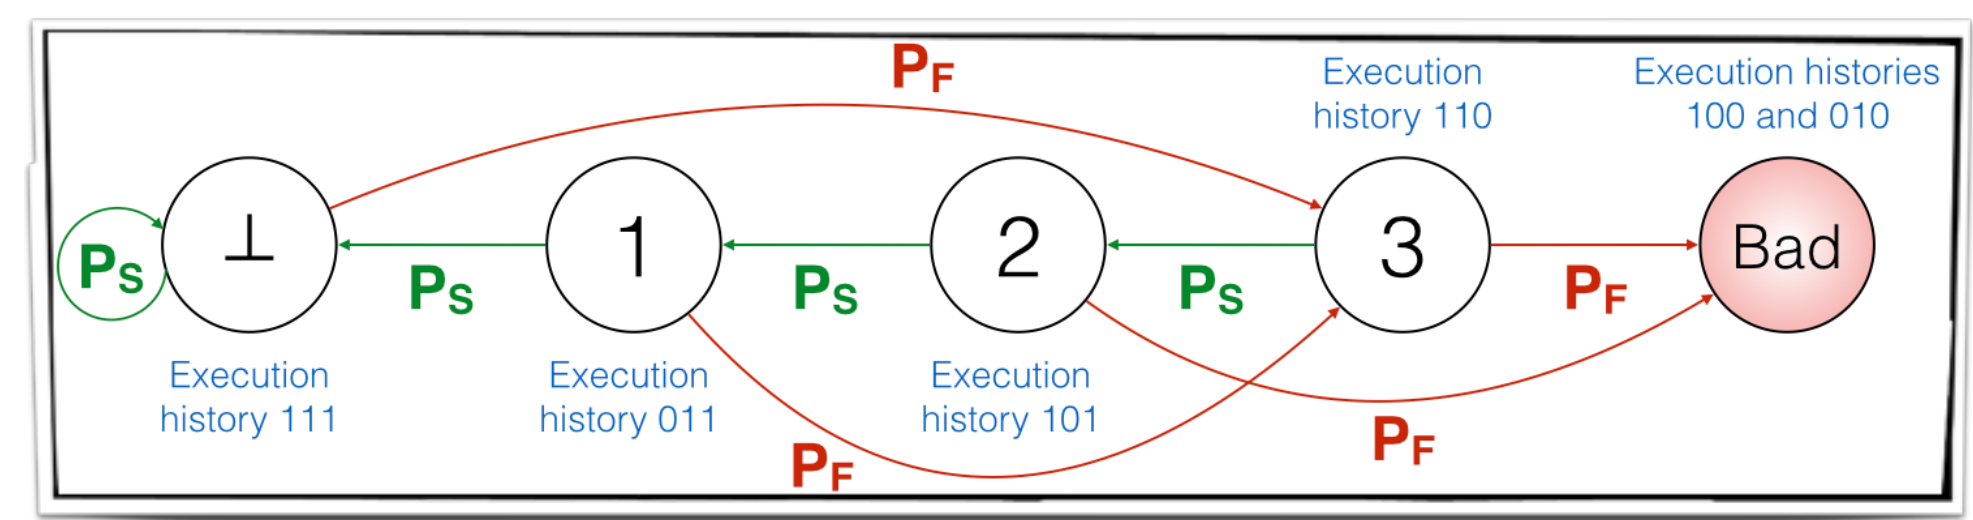 PF
Execution
history 110
Execution histories
100 and 010
PS
⊥
1
2
3
Bad
PS
PS
PS
PF
Execution
history 111
Execution
history 011
Execution
history 101
PF
PF